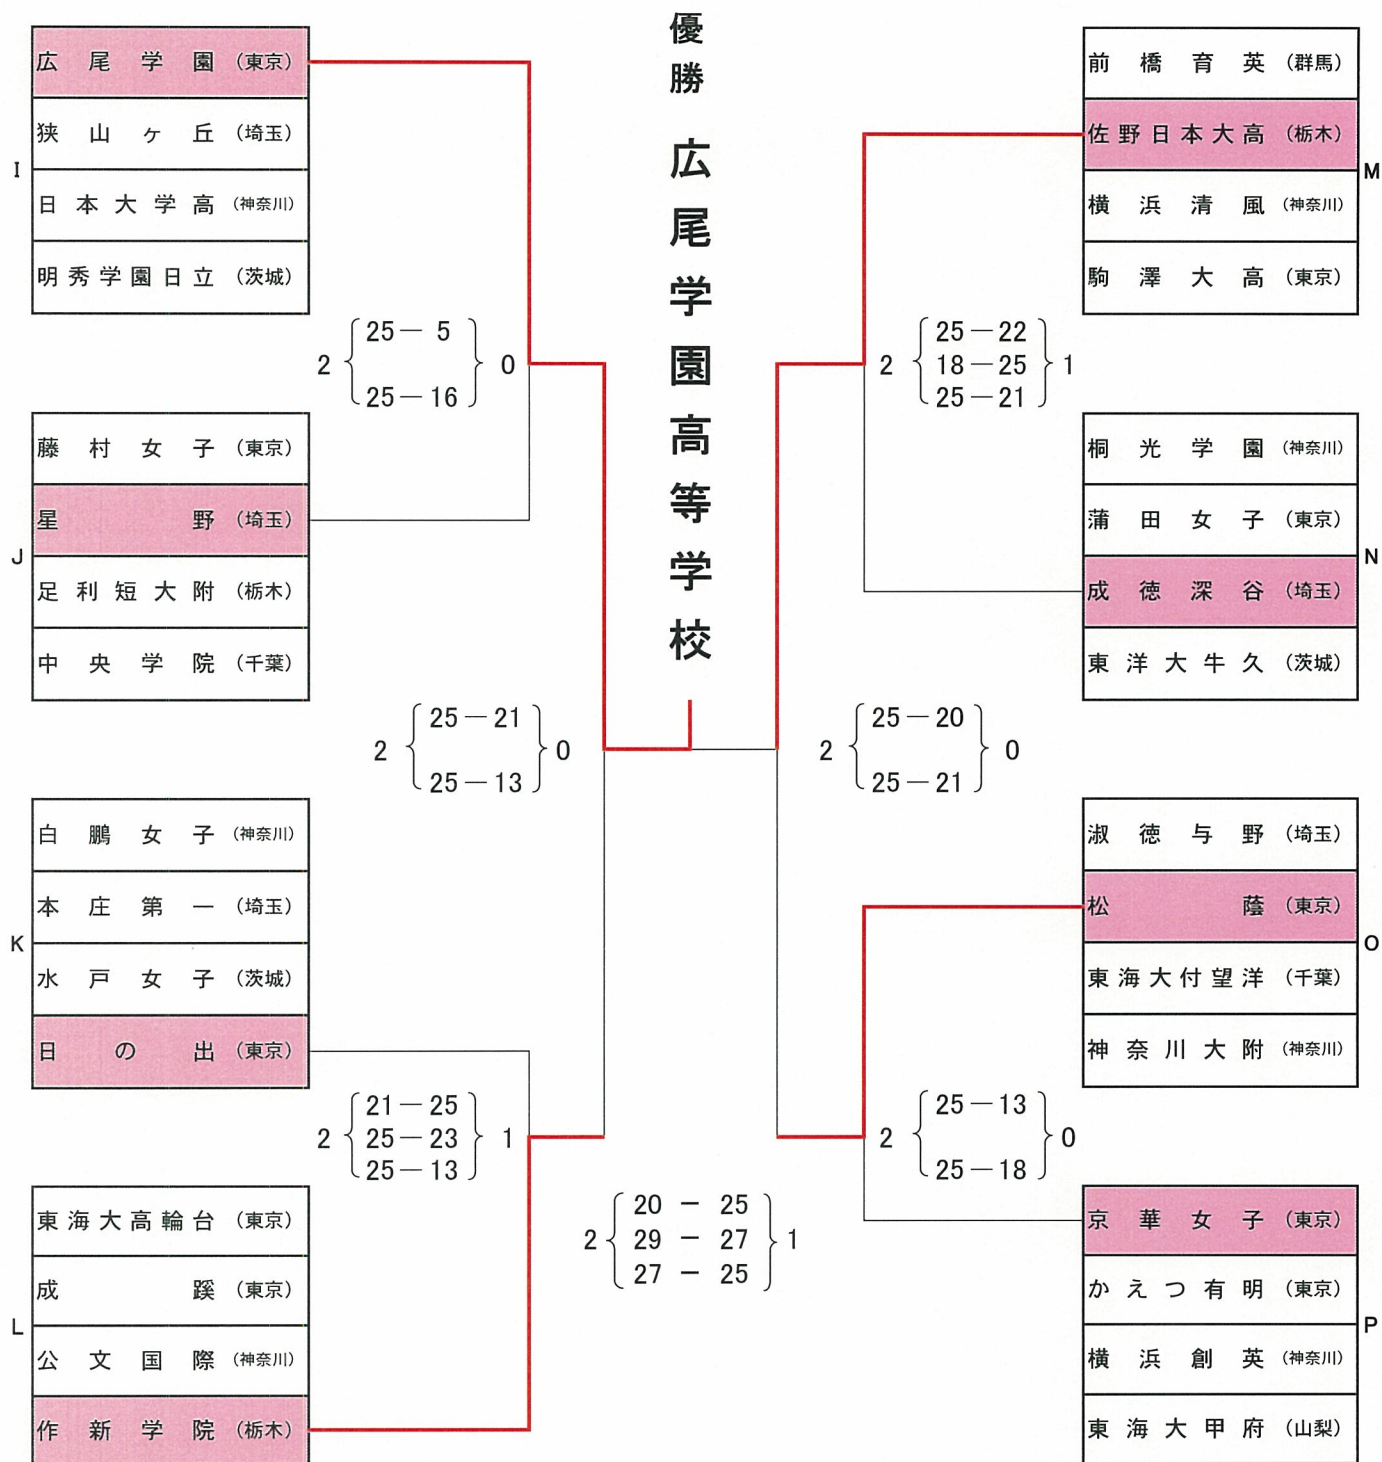 優勝 広尾学園高等学校
I
広尾学園 (東京)
狭山ヶ丘 (埼玉)
日本大学高 (神奈川)
明秀学園日立 (茨城)
2 25－5 0
25－16
J
藤村女子 (東京)
星野 (埼玉)
足利短大附 (栃木)
中央学院 (千葉)
2 25－21 0
25－13
K
白鵬女子 (神奈川)
本庄第一 (埼玉)
水戸女子 (茨城)
日の出 (東京)
21－25
2 25－23 1
25－13
L
東海大高輪台 (東京)
成蹊 (東京)
公文国際 (神奈川)
作新学院 (栃木)
20－25
2 29－27 1
27－25
M
前橋育英 (群馬)
佐野日本大高 (栃木)
横浜清風 (神奈川)
駒澤大高 (東京)
25－22
2 18－25 1
25－21
N
桐光学園 (神奈川)
蒲田女子 (東京)
成徳深谷 (埼玉)
東洋大牛久 (茨城)
2 25－20 0
25－21
O
淑徳与野 (埼玉)
松蔭 (東京)
東海大付望洋 (千葉)
神奈川大附 (神奈川)
2 25－13 0
25－18
P
京華女子 (東京)
かえつ有明 (東京)
横浜創英 (神奈川)
東海大甲府 (山梨)